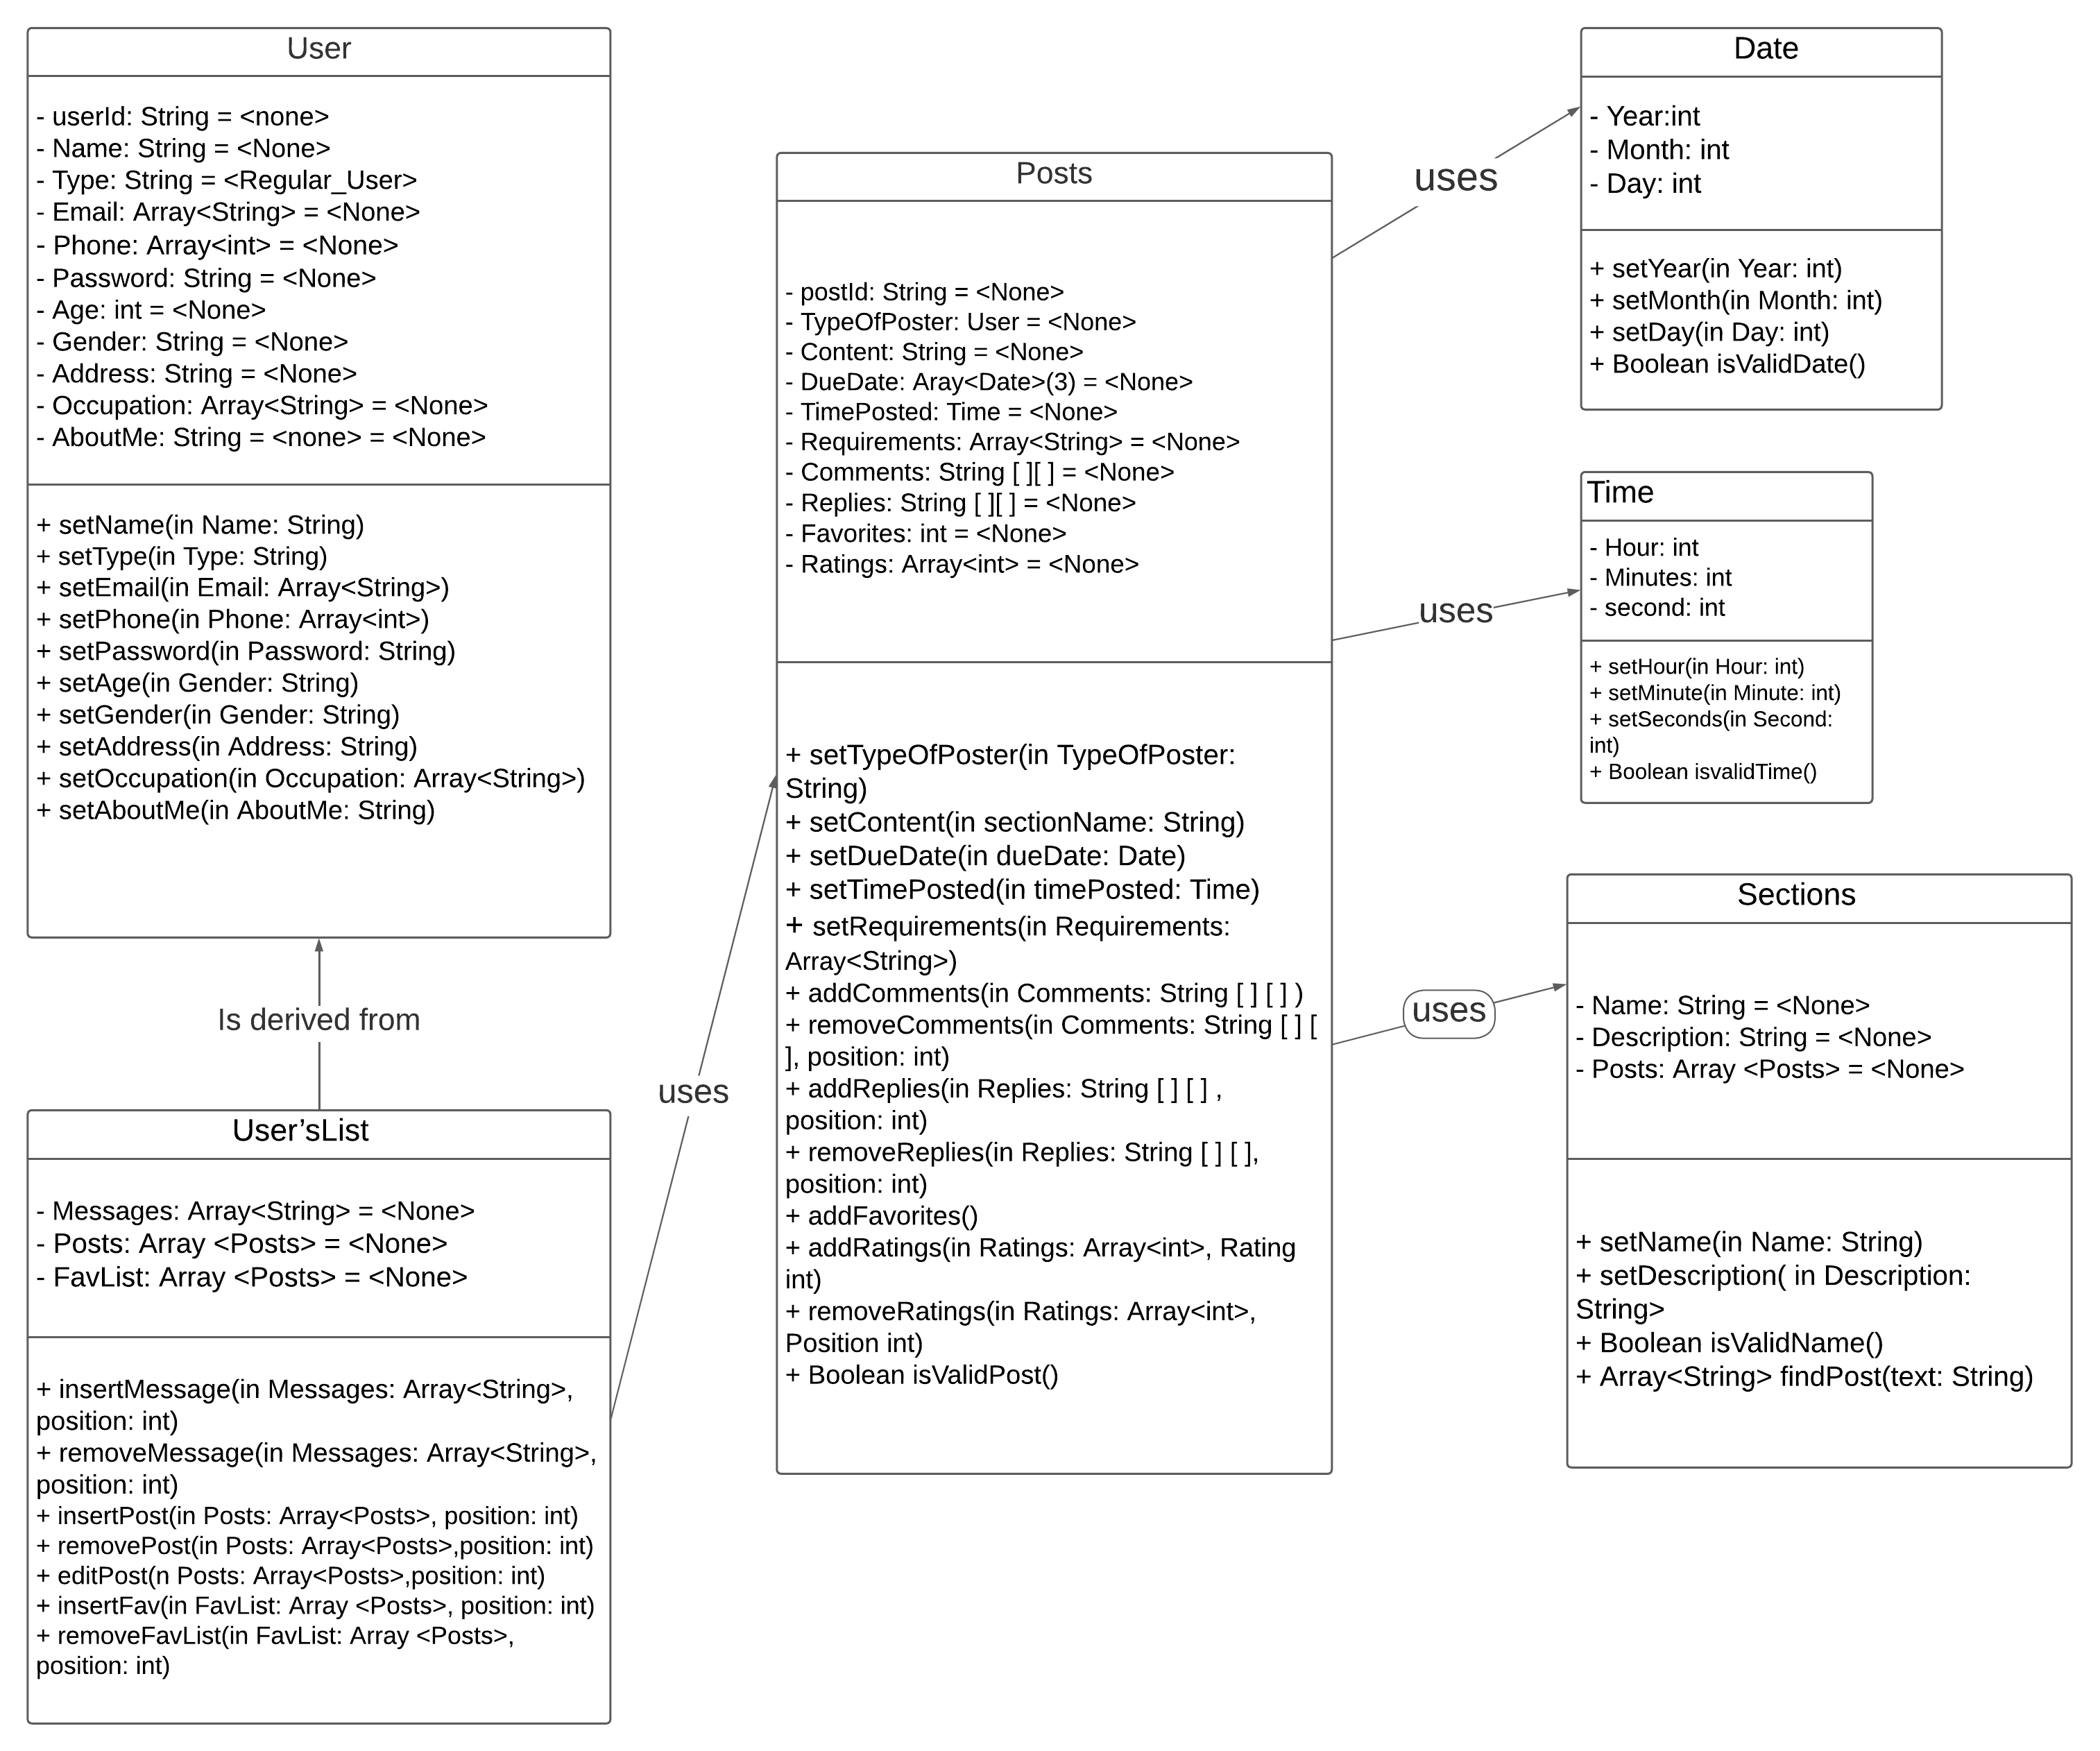 User
- userId: String = <none>
- Name: String = <None>
- Type: String = <Regular_User>
- Email: Array<String> = <None>
- Phone: Array<int> = <None>
- Password: String = <None>
- Age: int = <None>
- Gender: String = <None>
- Address: String = <None>
- Occupation: Array<String> = <None>
- AboutMe: String = <none> = <None>
+ setName(in Name: String)
+ setType(in Type: String)
+ setEmail(in Email: Array<String>)
+ setPhone(in Phone: Array<int>)
+ setPassword(in Password: String)
+ setAge(in Gender: String)
+ setGender(in Gender: String)
+ setAddress(in Address: String)
+ setOccupation(in Occupation: Array<String>)
+ setAboutMe(in AboutMe: String)
Is derived from
User’sList
- Messages: Array<String> = <None>
- Posts: Array <Posts> = <None>
- FavList: Array <Posts> = <None>
+ insertMessage(in Messages: Array<String>,
position: int)
+ removeMessage(in Messages: Array<String>,
position: int)
+ insertPost(in Posts: Array<Posts>, position: int)
+ removePost(in Posts: Array<Posts>,position: int)
+ editPost(n Posts: Array<Posts>,position: int)
+ insertFav(in FavList: Array <Posts>, position: int)
+ removeFavList(in FavList: Array <Posts>,
position: int)
uses
Posts
- postId: String = <None>
- TypeOfPoster: User = <None>
- Content: String = <None>
- DueDate: Aray<Date>(3) = <None>
- TimePosted: Time = <None>
- Requirements: Array<String> = <None>
- Comments: String [ ][ ] = <None>
- Replies: String [ ][ ] = <None>
- Favorites: int = <None>
- Ratings: Array<int> = <None>
+ setTypeOfPoster(in TypeOfPoster:
String)
+ setContent(in sectionName: String)
+ setDueDate(in dueDate: Date)
+ setTimePosted(in timePosted: Time)
+ setRequirements(in Requirements:
Array<String>)
+ addComments(in Comments: String [ ] [ ] )
+ removeComments(in Comments: String [ ] [
], position: int)
+ addReplies(in Replies: String [ ] [ ] ,
position: int)
+ removeReplies(in Replies: String [ ] [ ],
position: int)
+ addFavorites()
+ addRatings(in Ratings: Array<int>, Rating
int)
+ removeRatings(in Ratings: Array<int>,
Position int)
+ Boolean isValidPost()
uses
uses
uses
Date
- Year:int
- Month: int
- Day: int
+ setYear(in Year: int)
+ setMonth(in Month: int)
+ setDay(in Day: int)
+ Boolean isValidDate()
Time
- Hour: int
- Minutes: int
- second: int
+ setHour(in Hour: int)
+ setMinute(in Minute: int)
+ setSeconds(in Second:
int)
+ Boolean isvalidTime()
Sections
- Name: String = <None>
- Description: String = <None>
- Posts: Array <Posts> = <None>
+ setName(in Name: String)
+ setDescription( in Description:
String>
+ Boolean isValidName()
+ Array<String> findPost(text: String)